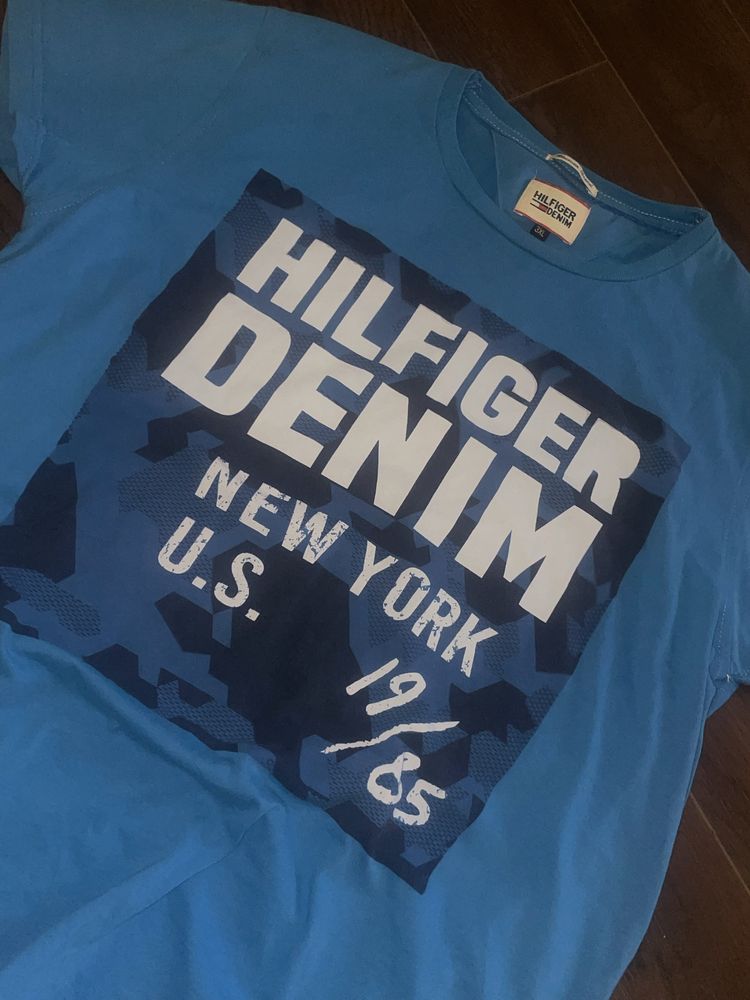 HILFIGER
DENIM
3XL
HILFIGER
DENIM
NEW YORK
U.S.
19/85